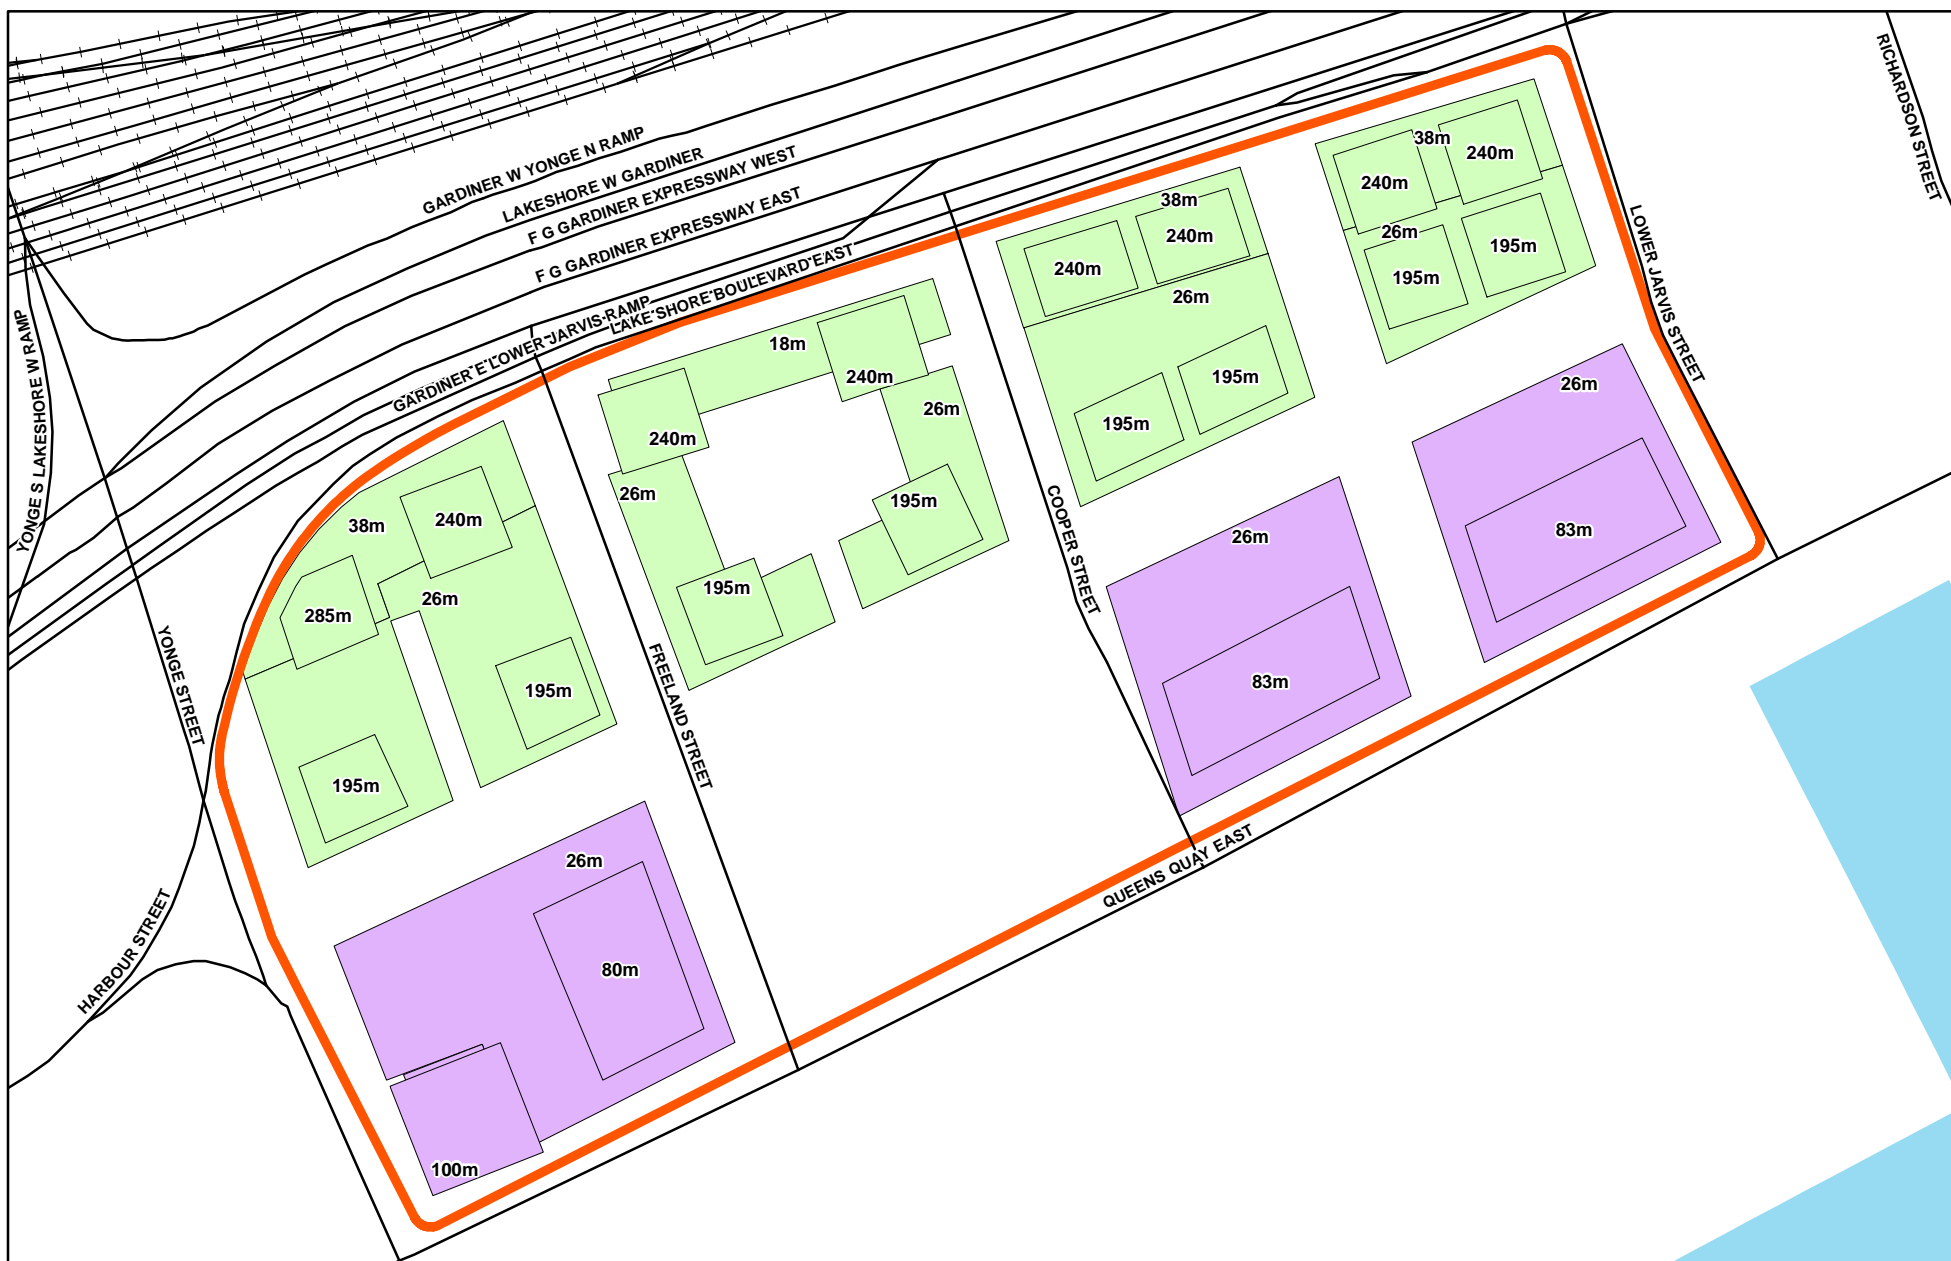 RICHARDSON STREET
GARDINER W YONGE N RAMP
LAKESHORE W GARDINER
F G GARDINER EXPRESSWAY WEST
F G GARDINER EXPRESSWAY EAST
GARDINER E LOWER JARVIS RAMP
LAKE SHORE BOULEVARD EAST
YONGE S LAKESHORE W RAMP
LOWER JARVIS STREET
38m
240m
240m
26m
195m
195m
38m
240m
240m
26m
195m
195m
18m
240m
240m
26m
26m
195m
195m
38m
240m
285m
26m
195m
195m
26m
83m
26m
83m
YONGE STREET
FREELAND STREET
COOPER STREET
HARBOUR STREET
QUEENS QUAY EAST
26m
80m
100m